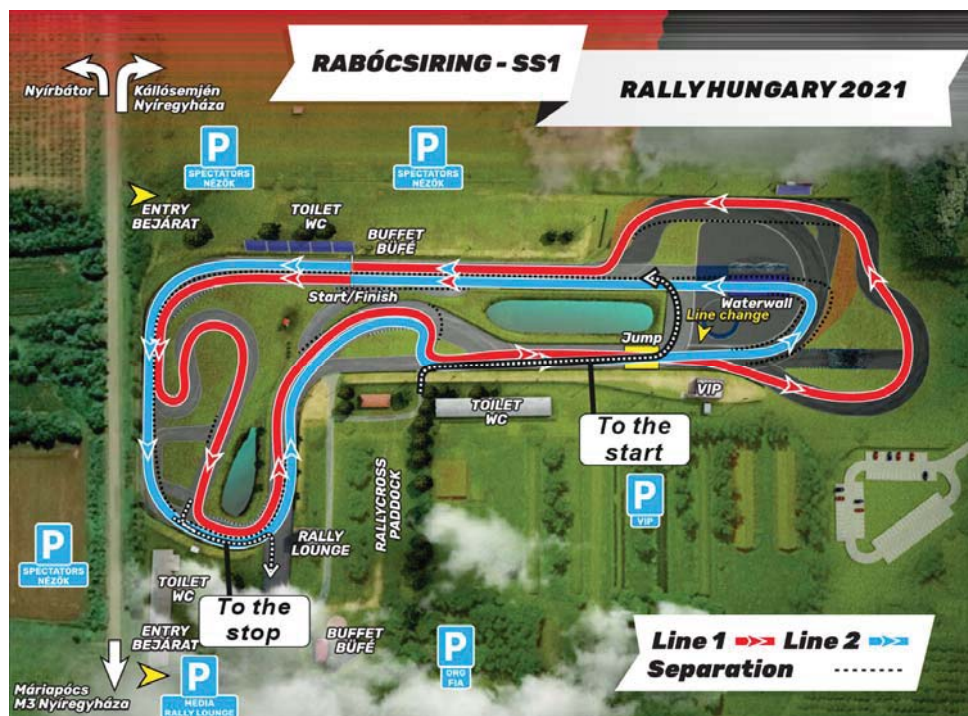 RABÓCSIRING - SS1
RALLY HUNGARY 2021
Nyírbátor
Kállósemjén
Nyíregyháza
P
SPECTATORS
NÉZŐK
P
SPECTATORS
NÉZŐK
ENTRY
BEJÁRAT
TOILET
WC
BUFFET
BÜFÉ
Start/Finish
Waterwall
Line change
Jump
VIP
TOILET
WC
To the
start
P
VIP
RALLYCROSS
PADDOCK
RALLY
LOUNGE
P
SPECTATORS
NÉZŐK
TOILET
WC
To the
stop
ENTRY
BEJÁRAT
BUFFET
BÜFÉ
P
ORG
FIA
Máriapócs
M3 Nyíregyháza
P
MEDIA
RALLY LOUNGE
Line 1
Line 2
Separation